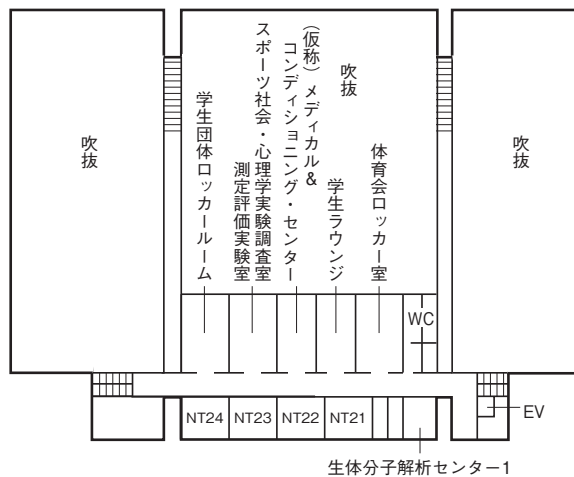 吹抜
学生団体ロッカールーム
スポーツ社会・心理学実験調査室
測定評価実験室
(仮称)メディカル&
コンディショニング・センター
吹抜
学生ラウンジ
体育会ロッカー室
吹抜
WC
NT24
NT23
NT22
NT21
EV
生体分子解析センター1